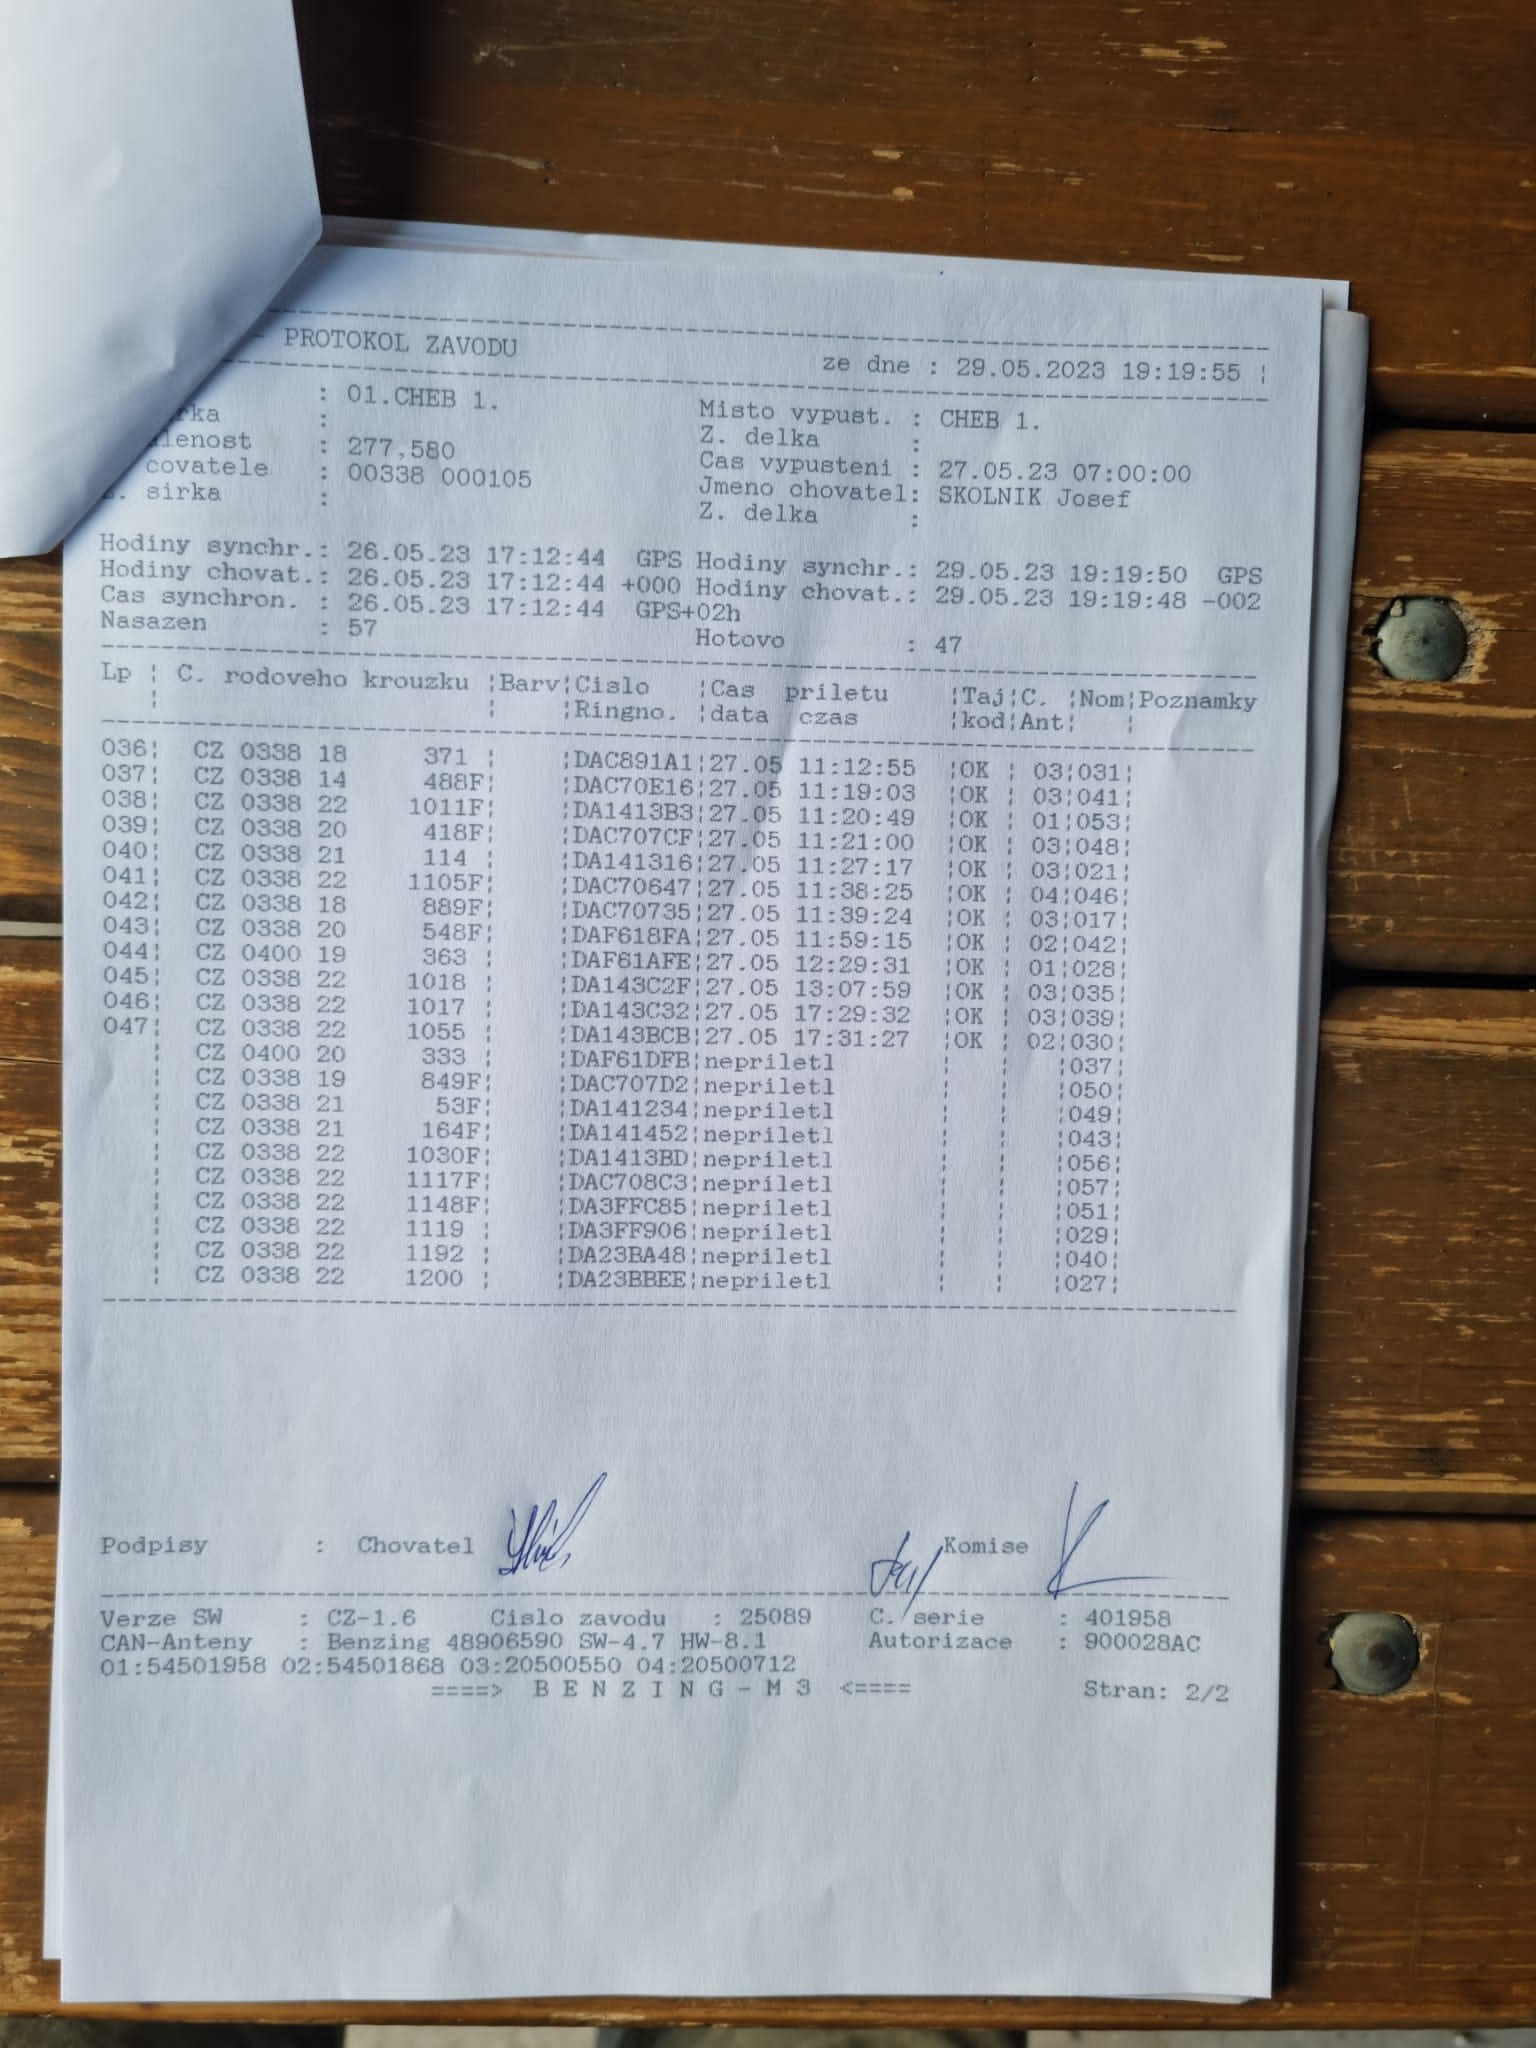 - PROTOKOL ZAVODU ze dne : 29.05.2023 19:19:55
: 01.CHEB 1. Misto vypust. : CHEB 1.
rka : Z. delka :
lenost : 277,580 Cas vypusteni : 27.05.23 07:00:00
covatele : 00338 000105 Jmeno chovatel: SKOLNIK Josef
. sirka : Z. delka :
Hodiny synchr.: 26.05.23 17:12:44 GPS Hodiny synchr.: 29.05.23 19:19:50 GPS
Hodiny chovat.: 26.05.23 17:12:44 +000 Hodiny chovat.: 29.05.23 19:19:48 -002
Cas synchron. : 26.05.23 17:12:44 GPS+02h
Nasazen : 57 Hotovo : 47
Lp ¦ C. rodoveho krouzku ¦Barv¦Cislo ¦Cas priletu ¦Taj¦C. ¦Nom¦Poznamky
¦ ¦ ¦Ringno. ¦data czas ¦kod¦Ant¦ ¦
036¦ CZ 0338 18 371 ¦ ¦DAC891A1¦27.05 11:12:55 ¦OK ¦ 03¦031¦
037¦ CZ 0338 14 488F¦ ¦DAC70E16¦27.05 11:19:03 ¦OK ¦ 03¦041¦
038¦ CZ 0338 22 1011F¦ ¦DA1413B3¦27.05 11:20:49 ¦OK ¦ 01¦053¦
039¦ CZ 0338 20 418F¦ ¦DAC707CF¦27.05 11:21:00 ¦OK ¦ 03¦048¦
040¦ CZ 0338 21 114 ¦ ¦DA141316¦27.05 11:27:17 ¦OK ¦ 03¦021¦
041¦ CZ 0338 22 1105F¦ ¦DAC70647¦27.05 11:38:25 ¦OK ¦ 04¦046¦
042¦ CZ 0338 18 889F¦ ¦DAC70735¦27.05 11:39:24 ¦OK ¦ 03¦017¦
043¦ CZ 0338 20 548F¦ ¦DAF618FA¦27.05 11:59:15 ¦OK ¦ 02¦042¦
044¦ CZ 0400 19 363 ¦ ¦DAF61AFE¦27.05 12:29:31 ¦OK ¦ 01¦028¦
045¦ CZ 0338 22 1018 ¦ ¦DA143C2F¦27.05 13:07:59 ¦OK ¦ 03¦035¦
046¦ CZ 0338 22 1017 ¦ ¦DA143C32¦27.05 17:29:32 ¦OK ¦ 03¦039¦
047¦ CZ 0338 22 1055 ¦ ¦DA143BCB¦27.05 17:31:27 ¦OK ¦ 02¦030¦
¦ CZ 0400 20 333 ¦ ¦DAF61DFB¦nepriletl ¦ ¦ ¦037¦
¦ CZ 0338 19 849F¦ ¦DAC707D2¦nepriletl ¦ ¦ ¦050¦
¦ CZ 0338 21 53F¦ ¦DA141234¦nepriletl ¦ ¦ ¦049¦
¦ CZ 0338 21 164F¦ ¦DA141452¦nepriletl ¦ ¦ ¦043¦
¦ CZ 0338 22 1030F¦ ¦DA1413BD¦nepriletl ¦ ¦ ¦056¦
¦ CZ 0338 22 1117F¦ ¦DAC708C3¦nepriletl ¦ ¦ ¦057¦
¦ CZ 0338 22 1148F¦ ¦DA3FFC85¦nepriletl ¦ ¦ ¦051¦
¦ CZ 0338 22 1119 ¦ ¦DA3FF906¦nepriletl ¦ ¦ ¦029¦
¦ CZ 0338 22 1192 ¦ ¦DA23BA48¦nepriletl ¦ ¦ ¦040¦
¦ CZ 0338 22 1200 ¦ ¦DA23BBEE¦nepriletl ¦ ¦ ¦027¦
Podpisy : Chovatel Komise
Verze SW : CZ-1.6 Cislo zavodu : 25089 C. serie : 401958
CAN-Anteny : Benzing 48906590 SW-4.7 HW-8.1 Autorizace : 900028AC
01:54501958 02:54501868 03:20500550 04:20500712
====> B E N Z I N G - M 3 <==== Stran: 2/2